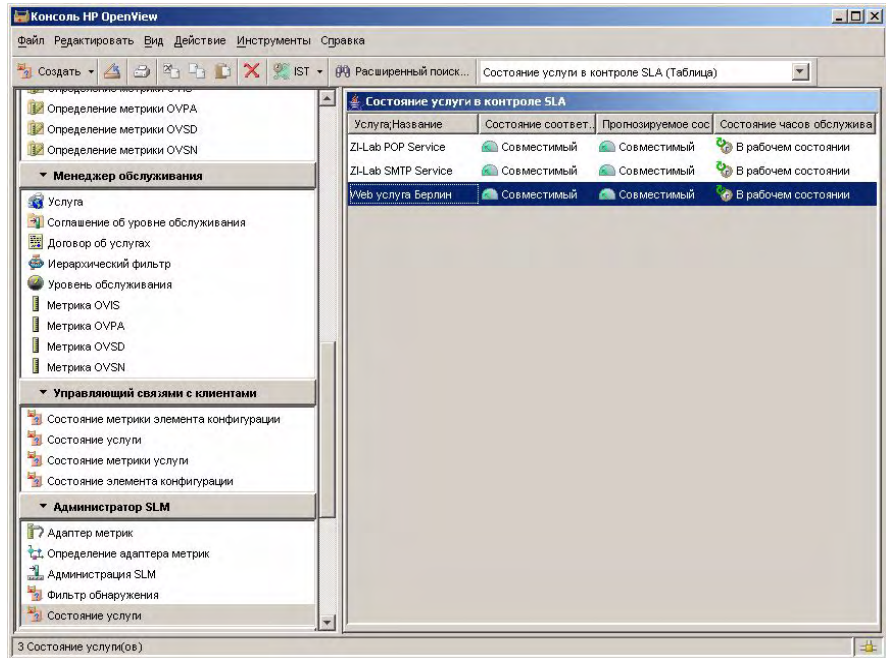 Консоль HP OpenView
Файл Редактировать Вид Действие Инструменты Справка
Создать IST Расширенный поиск... Состояние услуги в контроле SLA (Таблица)
Определение метрики OVPA
Определение метрики OVSD
Определение метрики OVSN
Менеджер обслуживания
Услуга
Соглашение об уровне обслуживания
Договор об услугах
Иерархический фильтр
Уровень обслуживания
Метрика OVIS
Метрика OVPA
Метрика OVSD
Метрика OVSN
Управляющий связями с клиентами
Состояние метрики элемента конфигурации
Состояние услуги
Состояние метрики услуги
Состояние элемента конфигурации
Администратор SLM
Адаптер метрик
Определение адаптера метрик
Администрация SLM
Фильтр обнаружения
Состояние услуги
Состояние услуги в контроле SLA
Услуга;Название Состояние соответ.. Прогнозируемое сос Состояние часов обслужива
ZI-Lab POP Service Совместимый Совместимый В рабочем состоянии
ZI-Lab SMTP Service Совместимый Совместимый В рабочем состоянии
Web услуга Берлин Совместимый Совместимый В рабочем состоянии
3 Состояние услуги(ов)